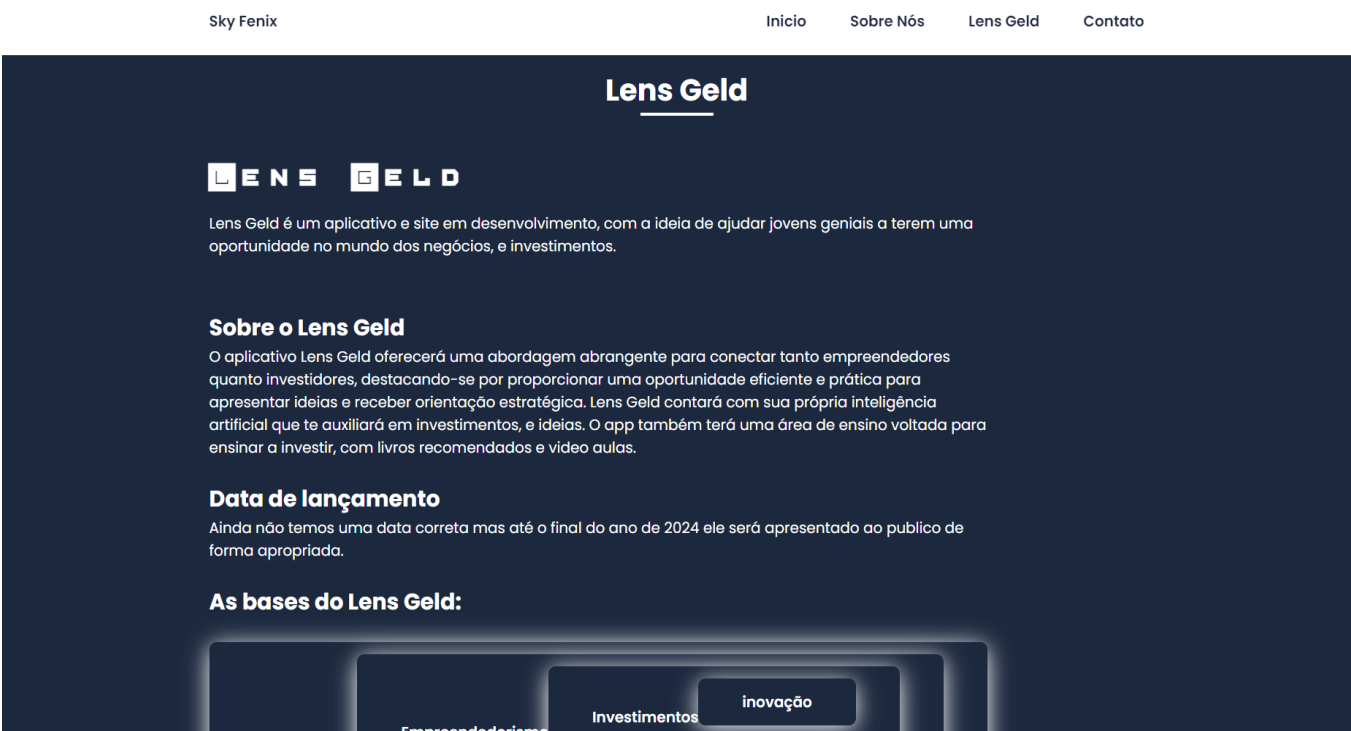 Sky Fenix
Inicio
Sobre Nós
Lens Geld
Contato
Lens Geld
LENS GELD
Lens Geld é um aplicativo e site em desenvolvimento, com a ideia de ajudar jovens geniais a terem uma
oportunidade no mundo dos negócios, e investimentos.
Sobre o Lens Geld
O aplicativo Lens Geld oferecerá uma abordagem abrangente para conectar tanto empreendedores
quanto investidores, destacando-se por proporcionar uma oportunidade eficiente e prática para
apresentar ideias e receber orientação estratégica. Lens Geld contará com sua própria inteligência
artificial que te auxiliará em investimentos, e ideias. O app também terá uma área de ensino voltada para
ensinar a investir, com livros recomendados e video aulas.
Data de lançamento
Ainda não temos uma data correta mas até o final do ano de 2024 ele será apresentado ao publico de
forma apropriada.
As bases do Lens Geld:
inovação
Investimentos